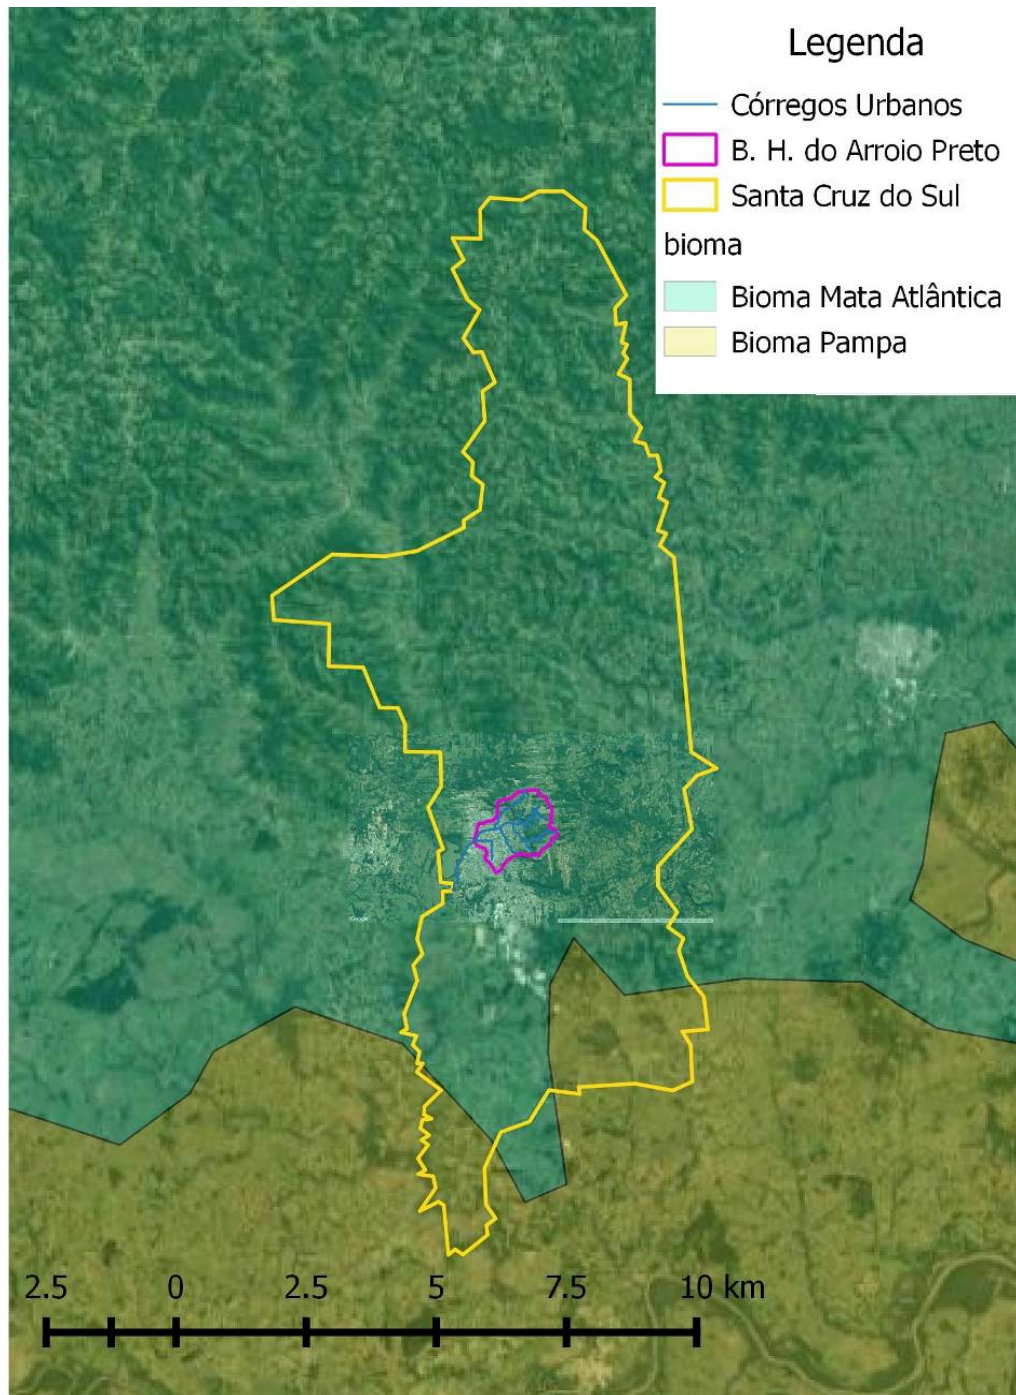 Legenda
Córregos Urbanos
B. H. do Arroio Preto
Santa Cruz do Sul
bioma
Bioma Mata Atlântica
Bioma Pampa
2.5 0 2.5 5 7.5 10 km